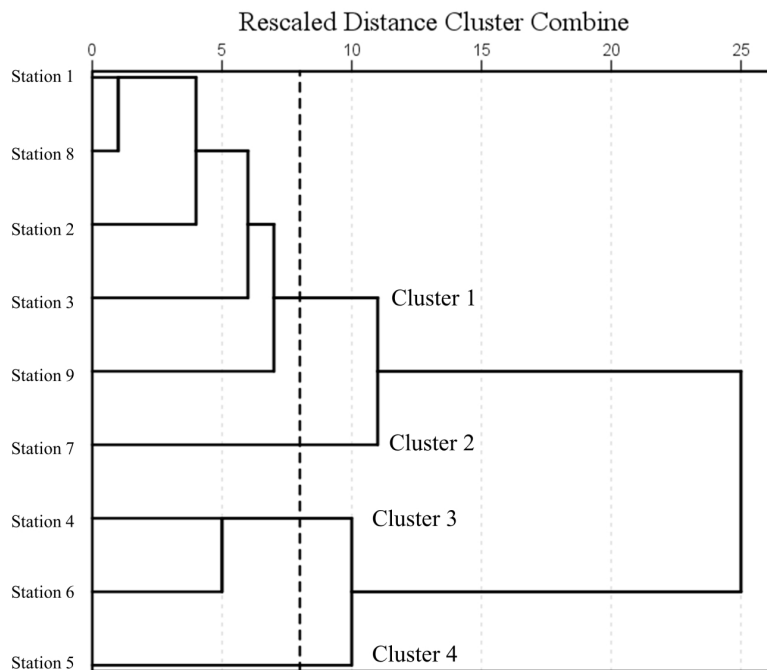 Rescaled Distance Cluster Combine
0 5 10 15 20 25
Station 1
Station 8
Station 2
Station 3 Cluster 1
Station 9
Station 7 Cluster 2
Station 4 Cluster 3
Station 6
Station 5 Cluster 4